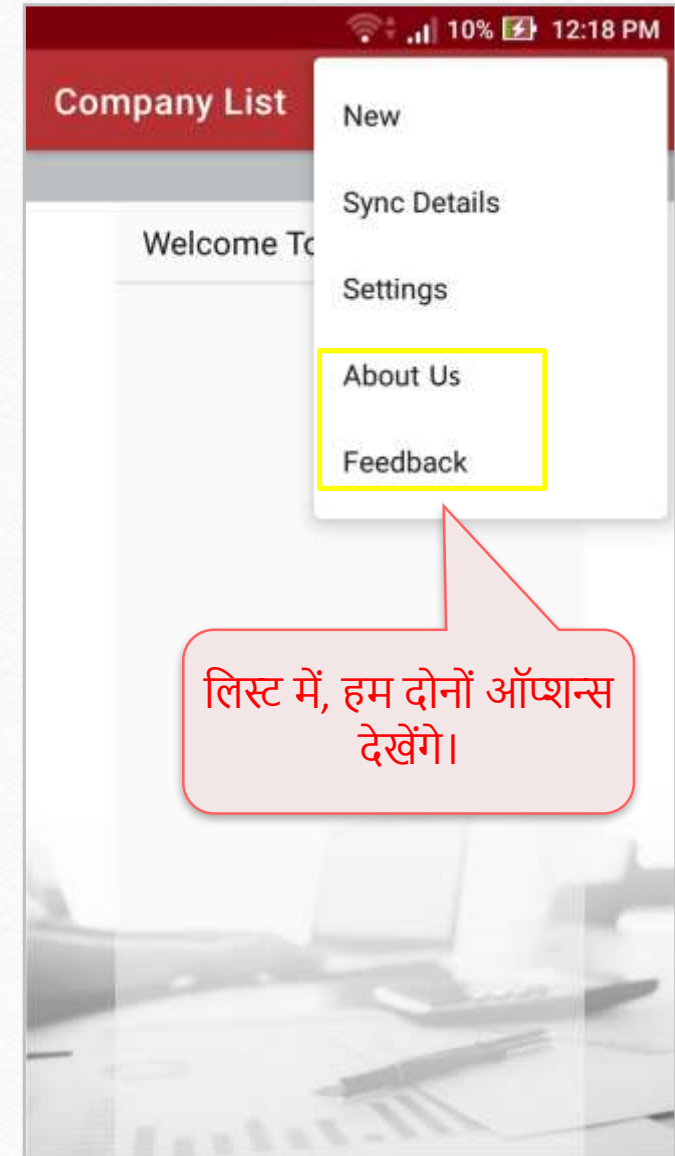 10% 12:18 PM
Company List
New
Sync Details
Welcome To
Settings
About Us
Feedback
लिस्ट में, हम दोनों ऑप्शन्स
देखेंगे।